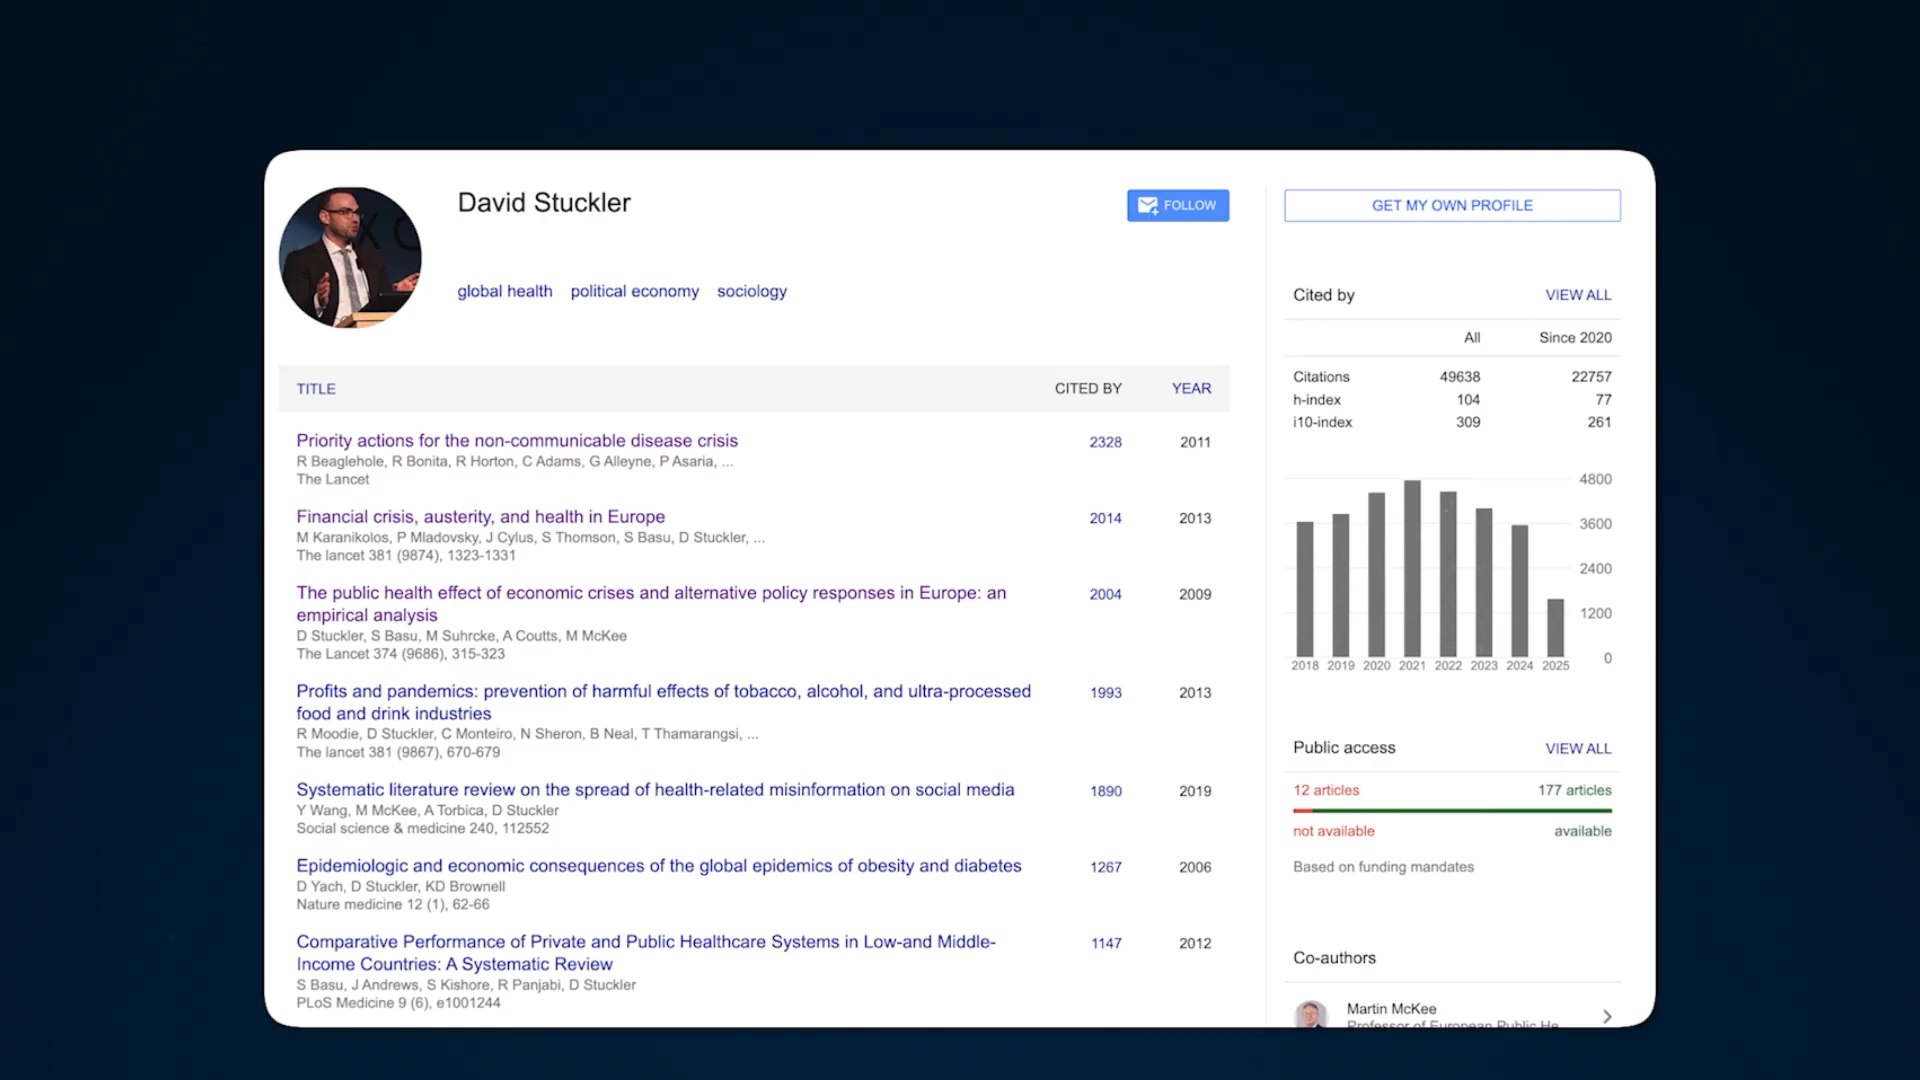 David Stuckler
FOLLOW
global health political economy sociology
TITLE CITED BY YEAR
Priority actions for the non-communicable disease crisis 2328 2011
R Beaglehole, R Bonita, R Horton, C Adams, G Alleyne, P Asaria, ...
The Lancet
Financial crisis, austerity, and health in Europe 2014 2013
M Karanikolos, P Mladovsky, J Cylus, S Thomson, S Basu, D Stuckler, ...
The lancet 381 (9874), 1323-1331
The public health effect of economic crises and alternative policy responses in Europe: an 2004 2009
empirical analysis
D Stuckler, S Basu, M Suhrcke, A Coutts, M McKee
The Lancet 374 (9686), 315-323
Profits and pandemics: prevention of harmful effects of tobacco, alcohol, and ultra-processed 1993 2013
food and drink industries
R Moodie, D Stuckler, C Monteiro, N Sheron, B Neal, T Thamarangsi, ...
The lancet 381 (9867), 670-679
Systematic literature review on the spread of health-related misinformation on social media 1890 2019
Y Wang, M McKee, A Torbica, D Stuckler
Social science & medicine 240, 112552
Epidemiologic and economic consequences of the global epidemics of obesity and diabetes 1267 2006
D Yach, D Stuckler, KD Brownell
Nature medicine 12 (1), 62-66
Comparative Performance of Private and Public Healthcare Systems in Low-and Middle- 1147 2012
Income Countries: A Systematic Review
S Basu, J Andrews, S Kishore, R Panjabi, D Stuckler
PLoS Medicine 9 (6), e1001244
GET MY OWN PROFILE
Cited by VIEW ALL
All Since 2020
Citations 49638 22757
h-index 104 77
i10-index 309 261
4800
3600
2400
1200
0
2018 2019 2020 2021 2022 2023 2024 2025
Public access VIEW ALL
12 articles 177 articles
not available available
Based on funding mandates
Co-authors
Martin McKee
Professor of European Public He